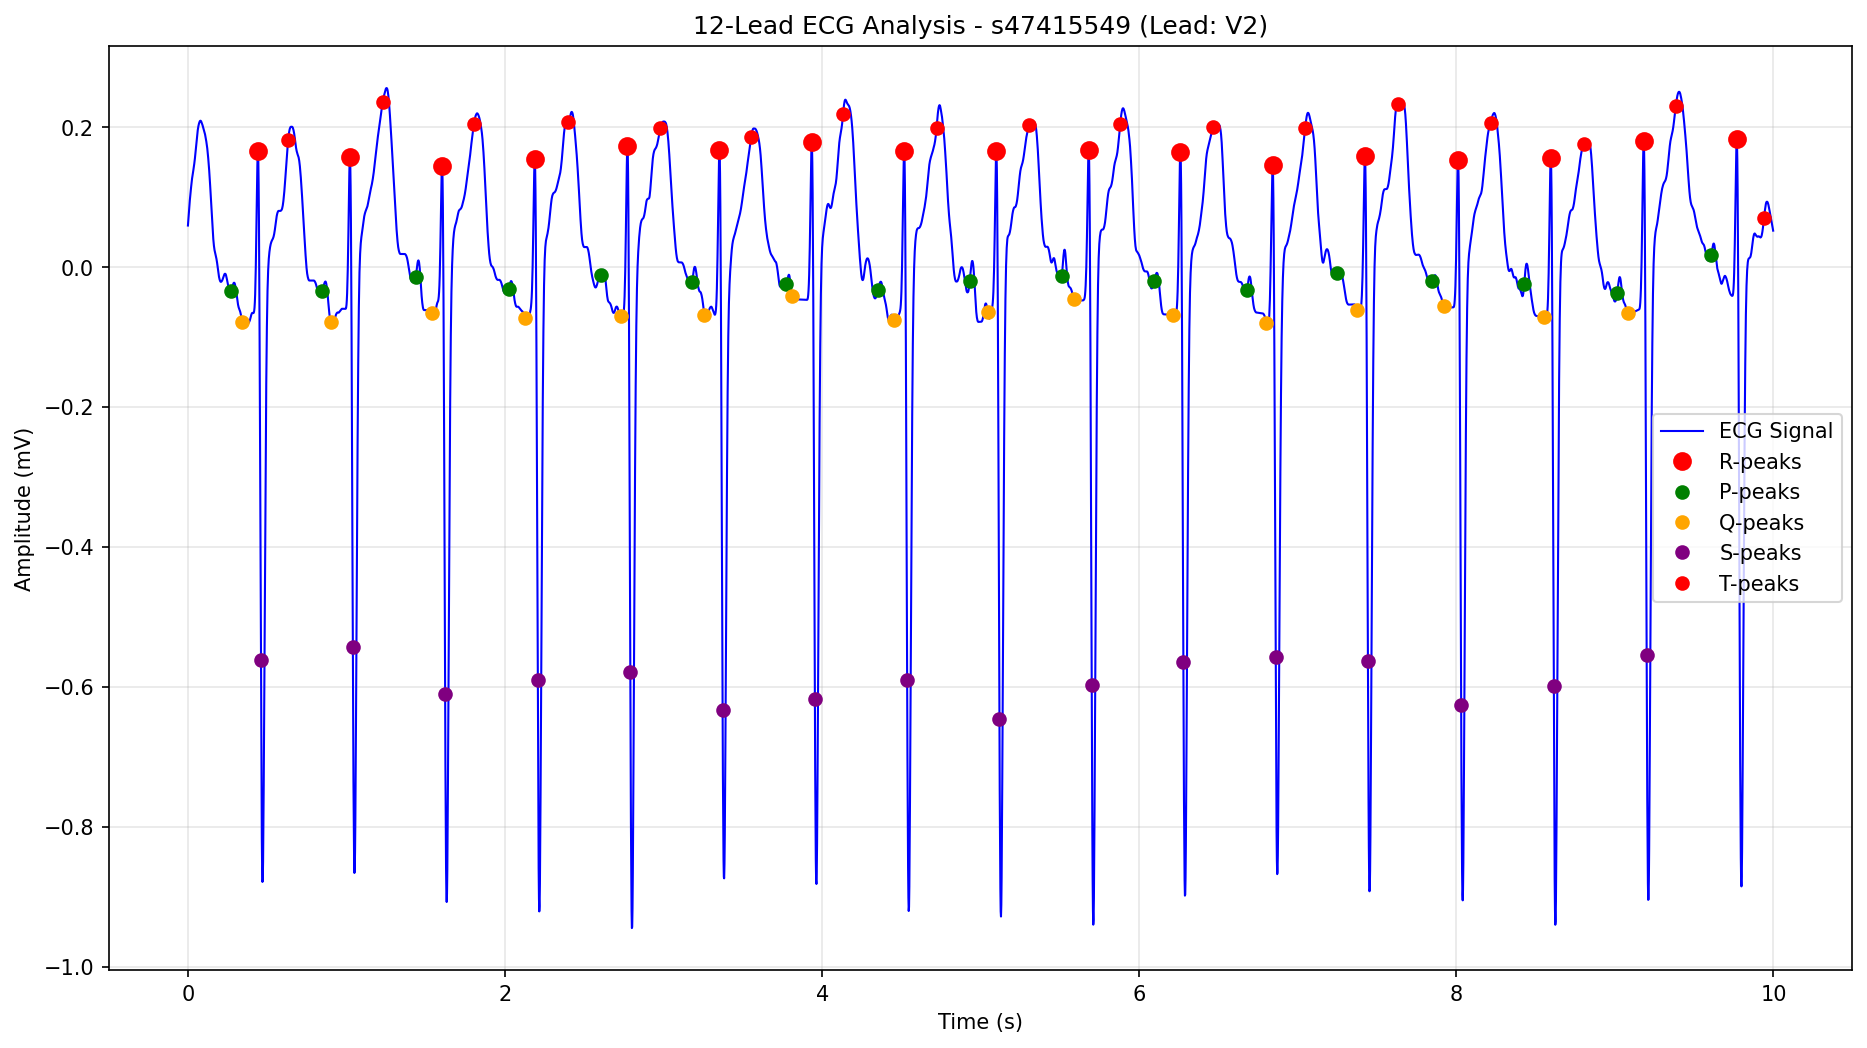 12-Lead ECG Analysis - s47415549 (Lead: V2)
Amplitude (mV)
0.2
0.0
−0.2
−0.4
−0.6
−0.8
−1.0
ECG Signal
R-peaks
P-peaks
Q-peaks
S-peaks
T-peaks
0 2 4 6 8 10
Time (s)